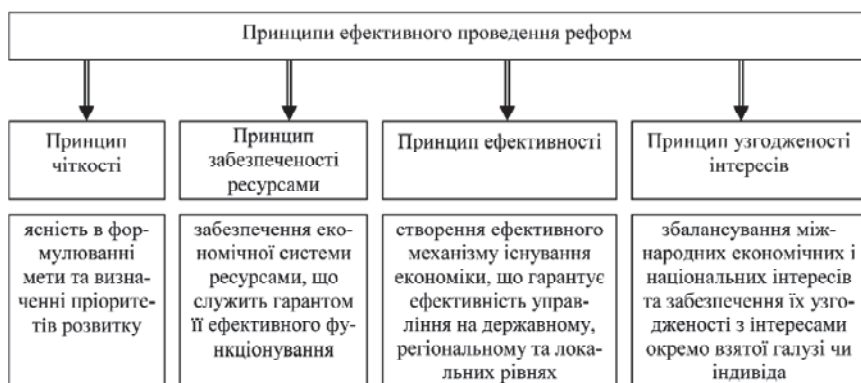 Принципи ефективного проведення реформ
Принцип
чіткості
Принцип
забезпеченості
ресурсами
Принцип ефективності
Принцип узгодженості
інтересів
ясність в фор-
мулюванні
мети та визна-
ченні пріорите-
тів розвитку
забезпечення еко-
номічної системи
ресурсами, що
служить гарантом
її ефективного фу-
нкціонування
створення ефективного
механізму існування
економіки, що гарантує
ефективність управ-
ління на державному,
регіональному та лока-
льних рівнях
збалансування між-
народних економічних і
національних інтересів
та забезпечення їх узго-
дженості з інтересами
окремо взятої галузі чи
індивіда